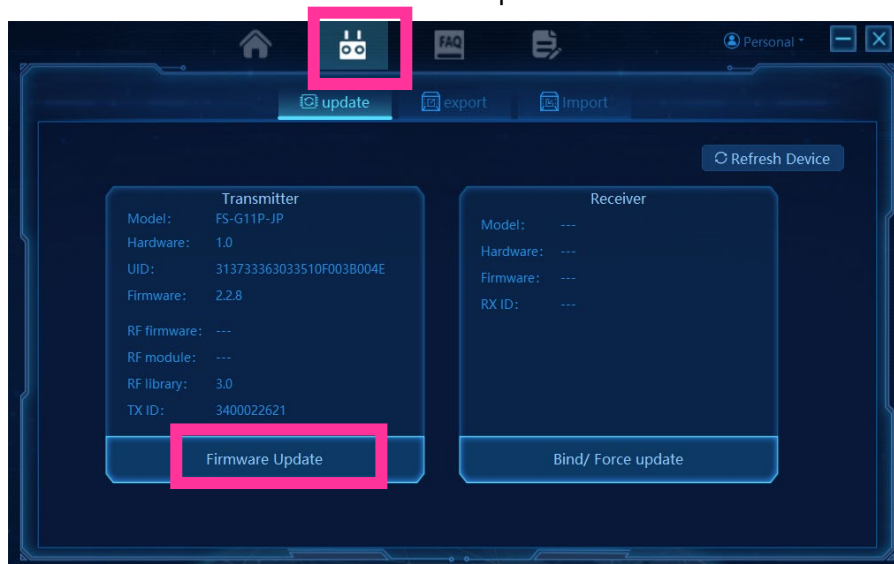 FAQ
Personal
update
export
Import
Refresh Device
Transmitter
Model: FS-G11P-JP
Hardware: 1.0
UID: 313733363033510F003B004E
Firmware: 2.2.8
RF firmware: ---
RF module: ---
RF library: 3.0
TX ID: 3400022621
Firmware Update
Receiver
Model: ---
Hardware: ---
Firmware: ---
RX ID: ---
Bind/ Force update